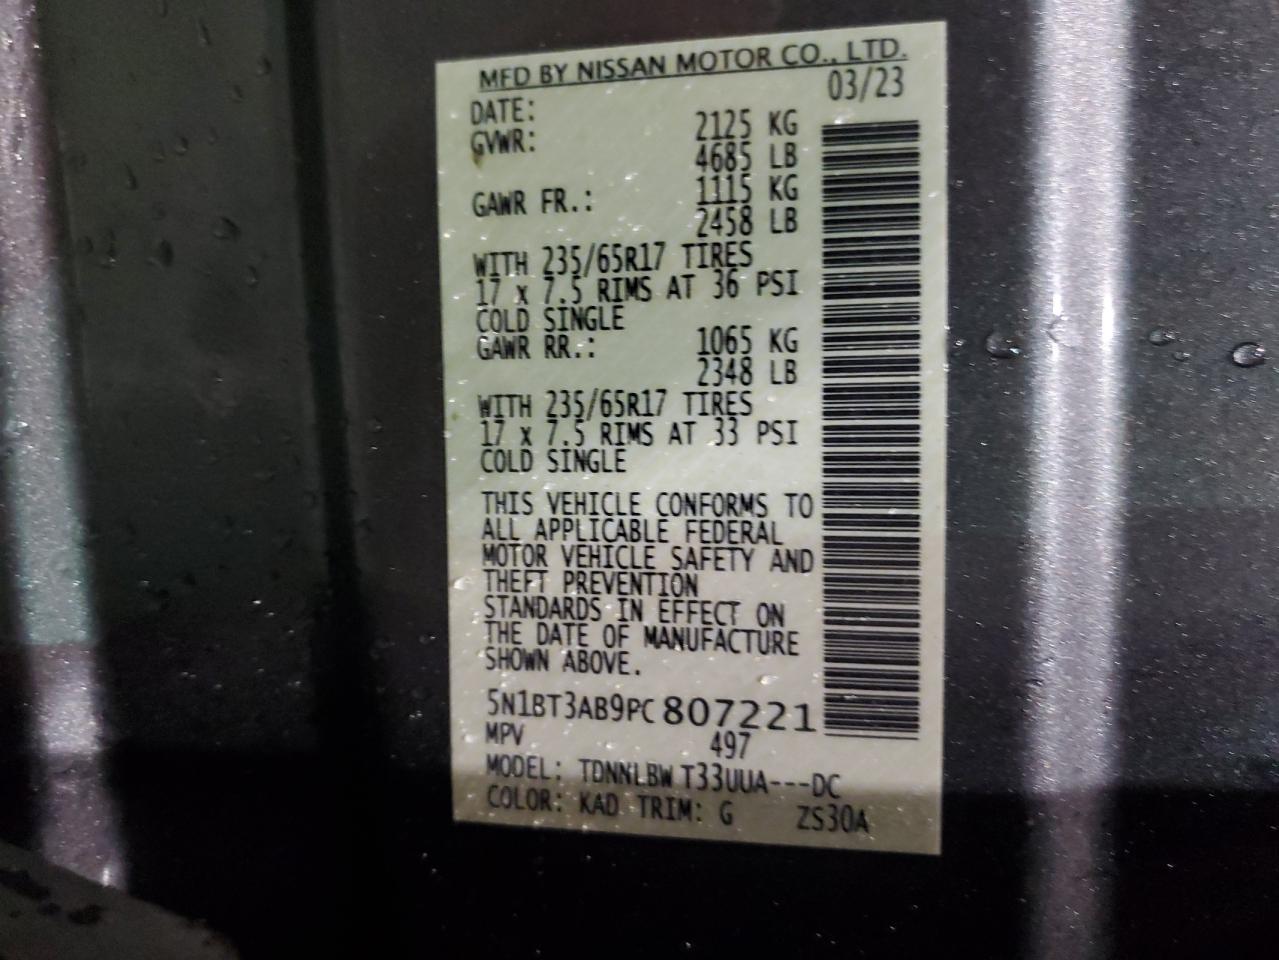 MFD BY NISSAN MOTOR CO., LTD.
DATE: 03/23
GVWR: 2125 KG
4685 LB
GAWR FR.: 1115 KG
2458 LB
WITH 235/65R17 TIRES
17 x 7.5 RIMS AT 36 PSI
COLD SINGLE
GAWR RR.: 1065 KG
2348 LB
WITH 235/65R17 TIRES
17 x 7.5 RIMS AT 33 PSI
COLD SINGLE
THIS VEHICLE CONFORMS TO
ALL APPLICABLE FEDERAL
MOTOR VEHICLE SAFETY AND
THEFT PREVENTION
STANDARDS IN EFFECT ON
THE DATE OF MANUFACTURE
SHOWN ABOVE.
5N1BT3AB9PC807221
MPV 497
MODEL: TDNNLBW T33UUA---DC
COLOR: KAD TRIM: G ZS30A